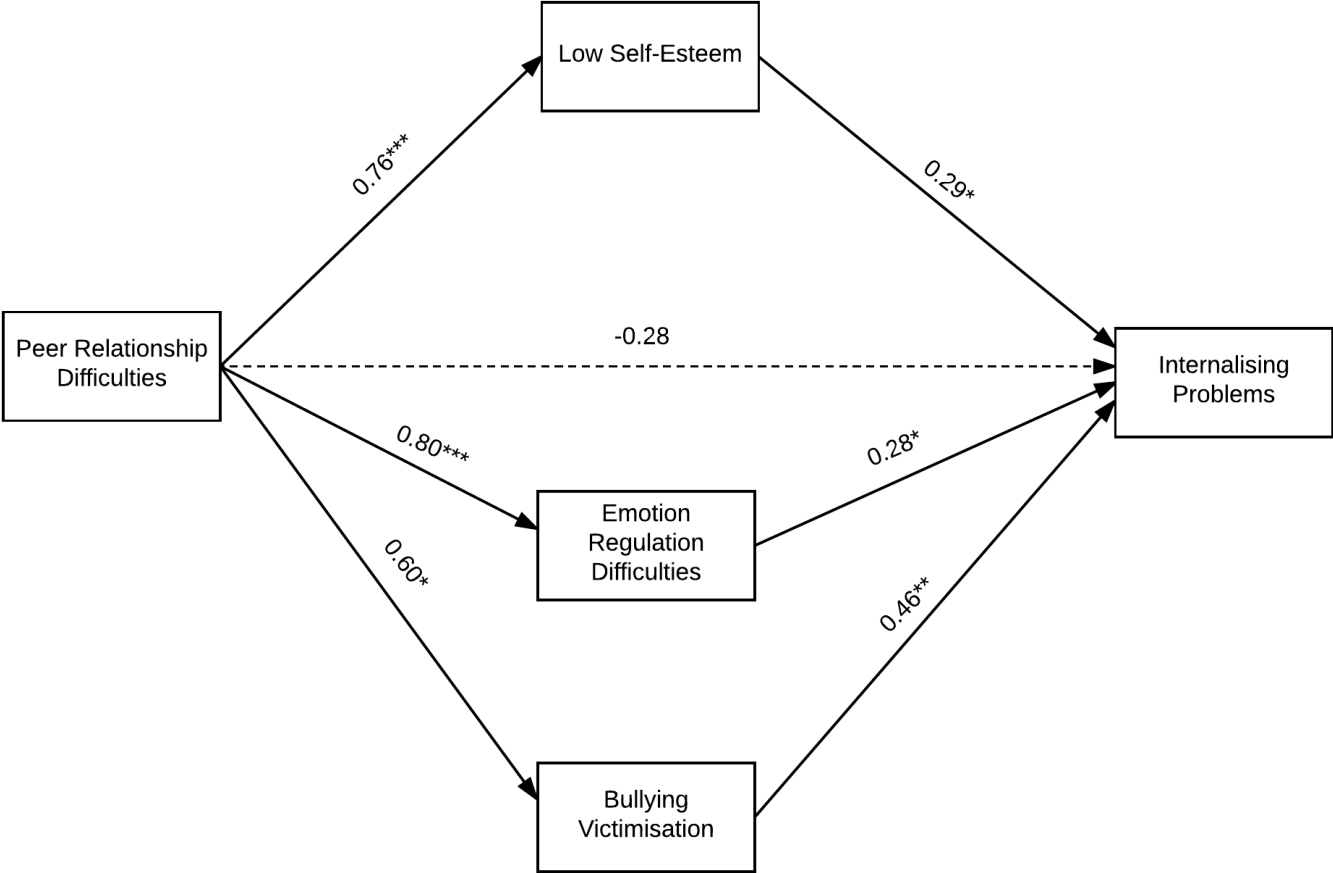 Low Self-Esteem
0.76***
0.29*
-0.28
Peer Relationship
Difficulties
Internalising
Problems
0.80***
0.28*
Emotion
Regulation
Difficulties
0.60*
0.46**
Bullying
Victimisation